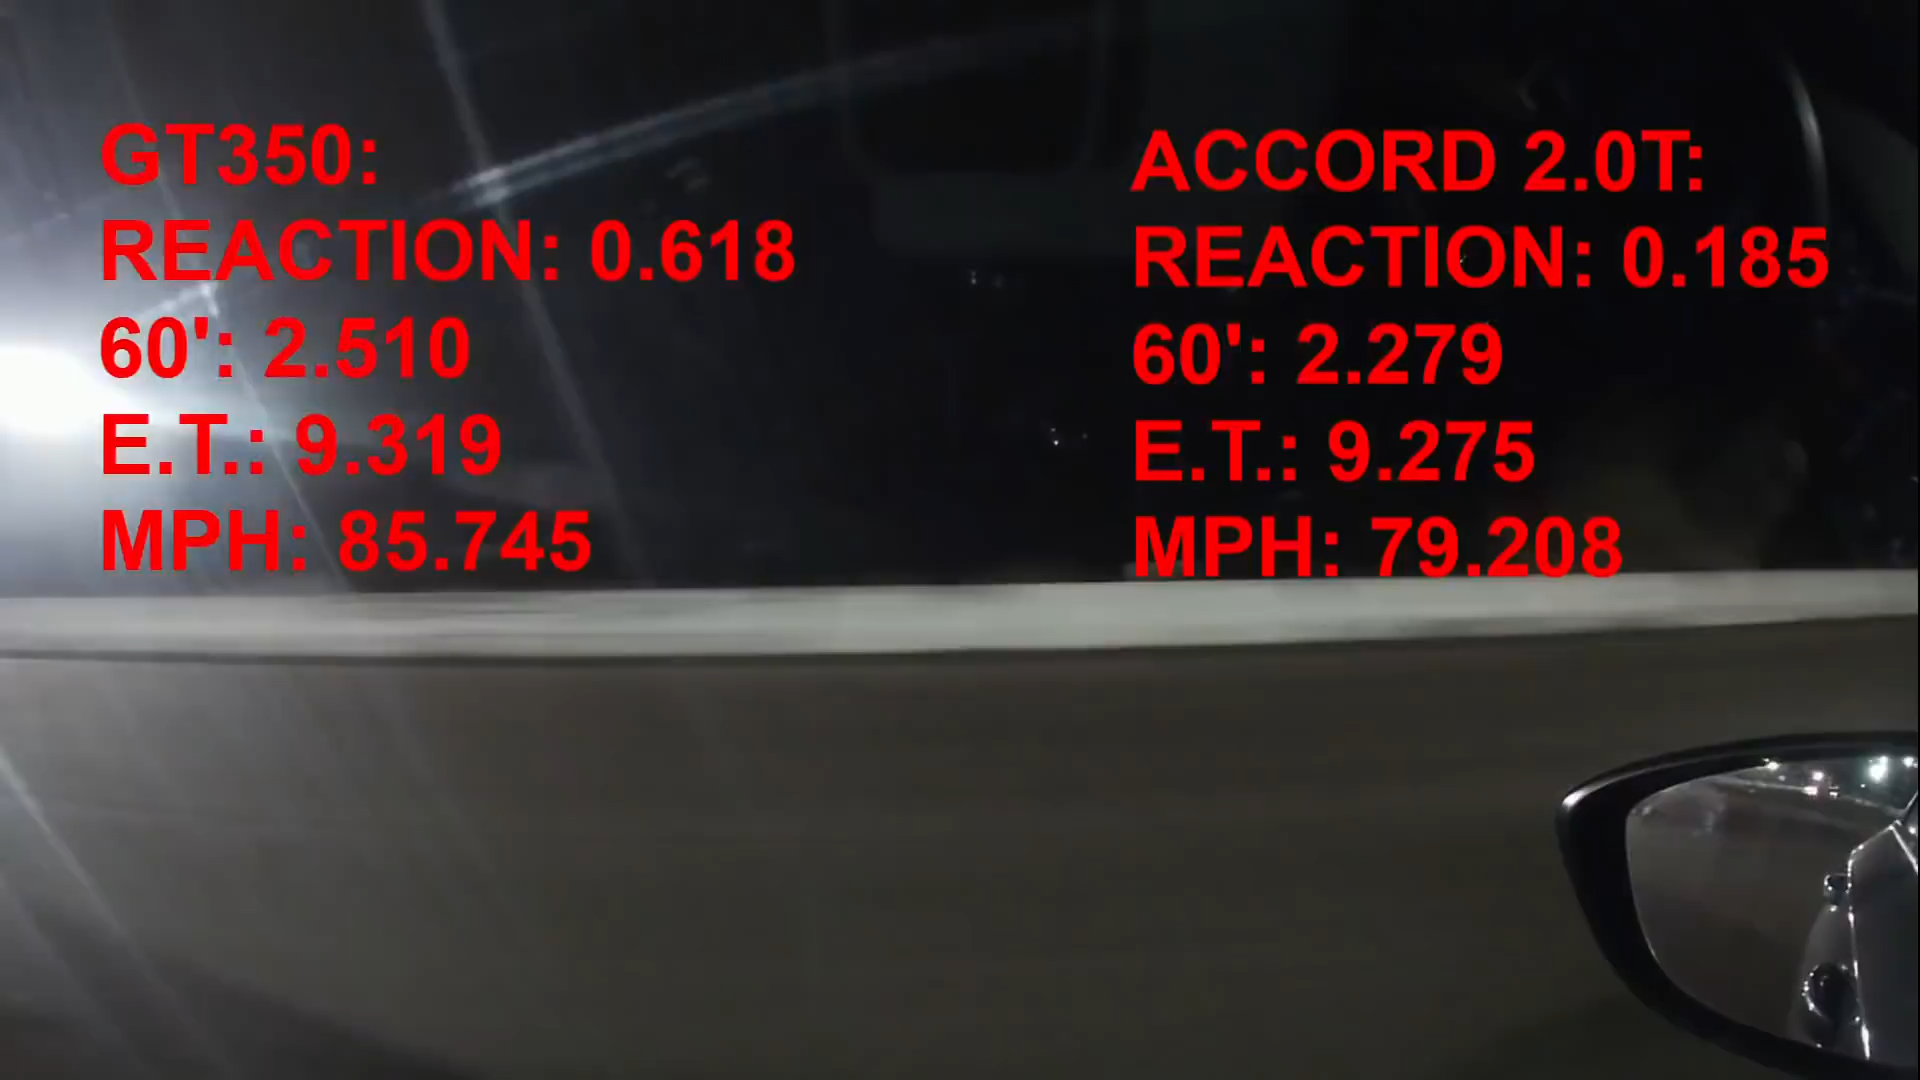 GT350:
REACTION: 0.618
60': 2.510
E.T.: 9.319
MPH: 85.745
ACCORD 2.0T:
REACTION: 0.185
60': 2.279
E.T.: 9.275
MPH: 79.208